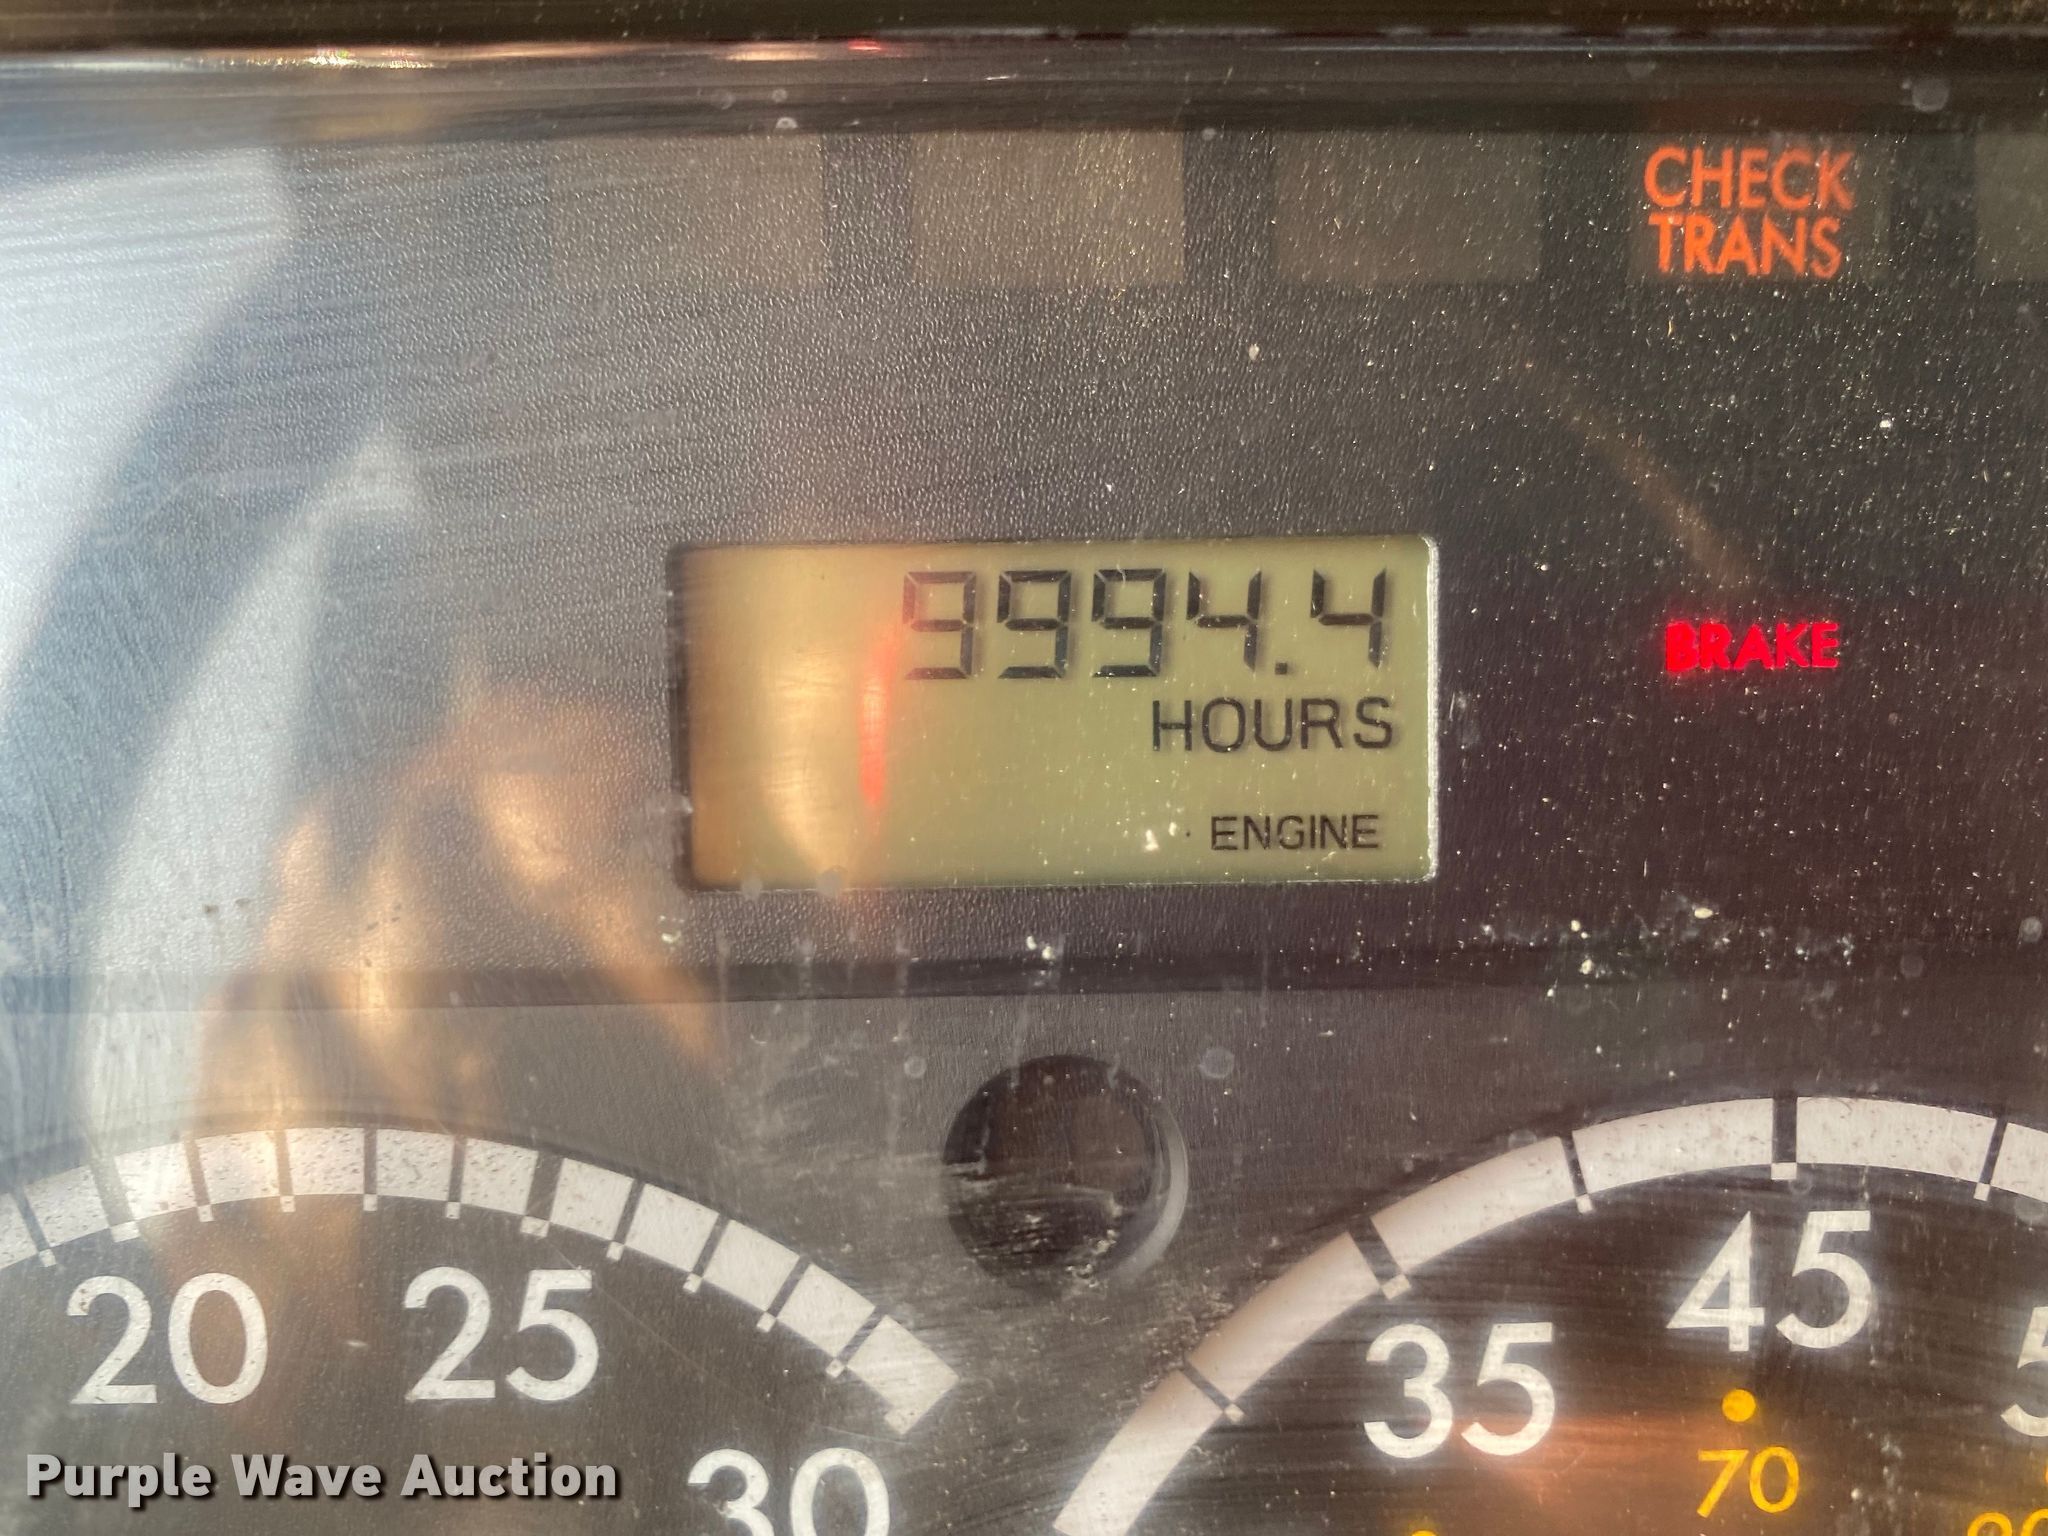 CHECK
TRANS
9994.4
HOURS
BRAKE
ENGINE
20
25
30
35
45
70
Purple Wave Auction